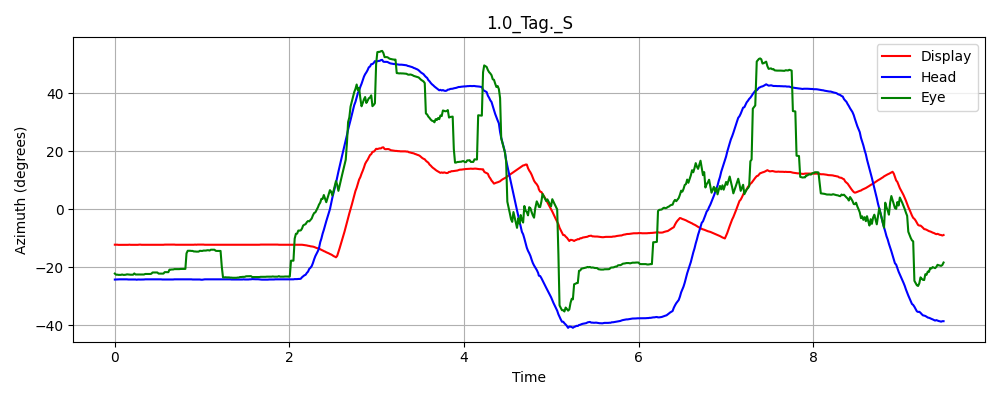 1.0_Tag._S
Azimuth (degrees)
40
20
0
−20
−40
Display
Head
Eye
0 2 4 6 8
Time